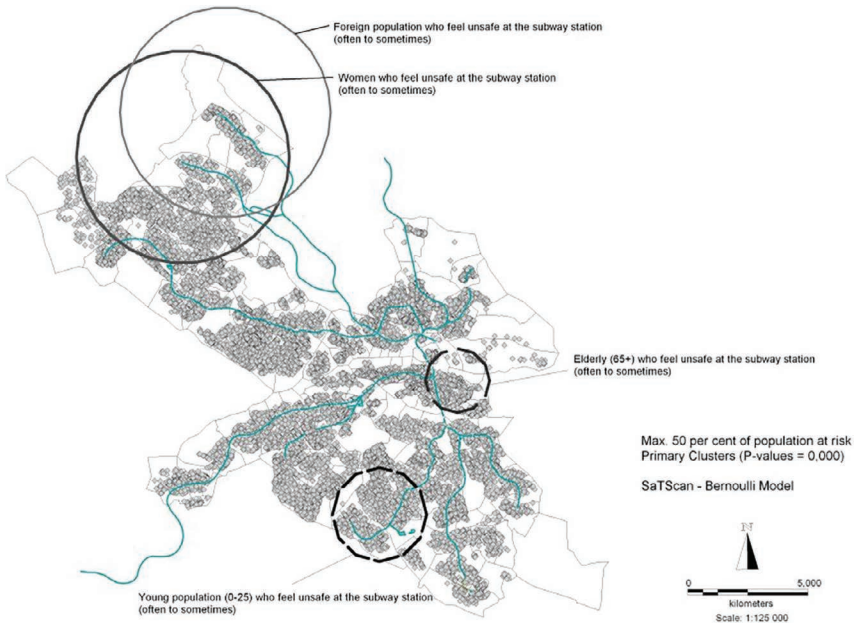 Foreign population who feel unsafe at the subway station
(often to sometimes)
Women who feel unsafe at the subway station
(often to sometimes)
Elderly (65+) who feel unsafe at the subway station
(often to sometimes)
Max. 50 per cent of population at risk
Primary Clusters (P-values = 0,000)
SaTScan - Bernoulli Model
N
0 5,000
kilometers
Scale: 1:125 000
Young population (0-25) who feel unsafe at the subway station
(often to sometimes)